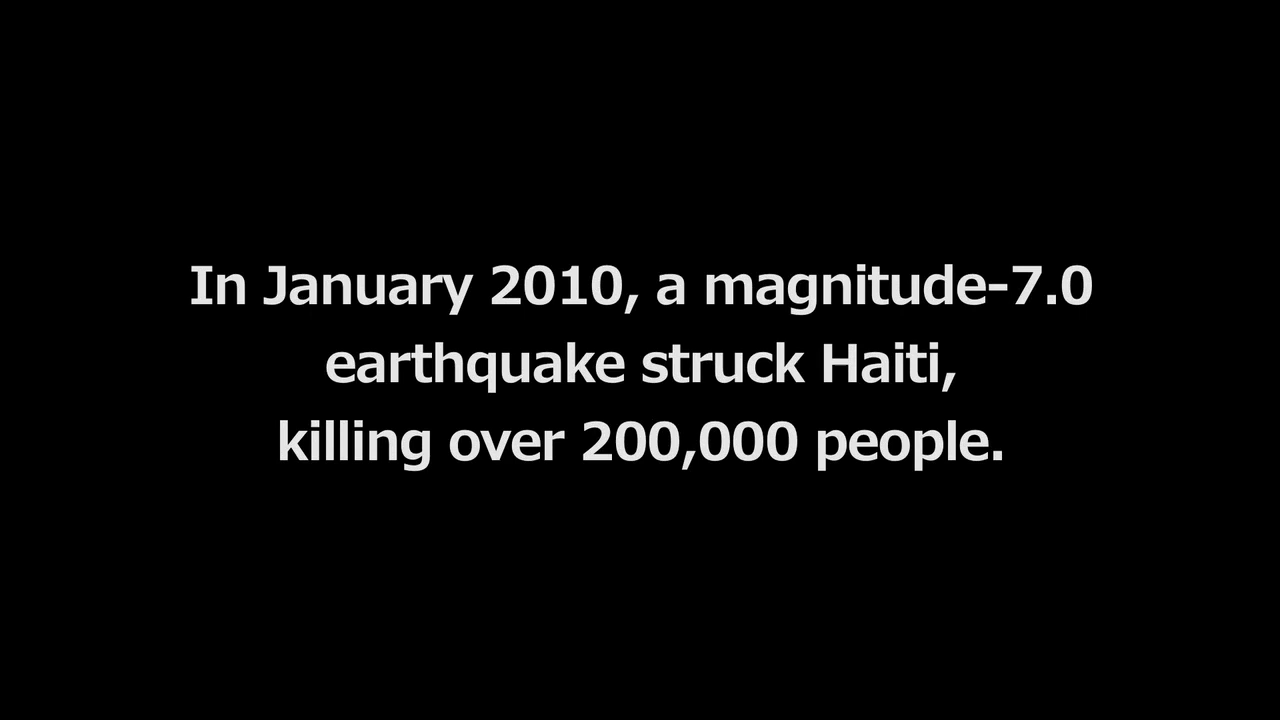 In January 2010, a magnitude-7.0
earthquake struck Haiti,
killing over 200,000 people.